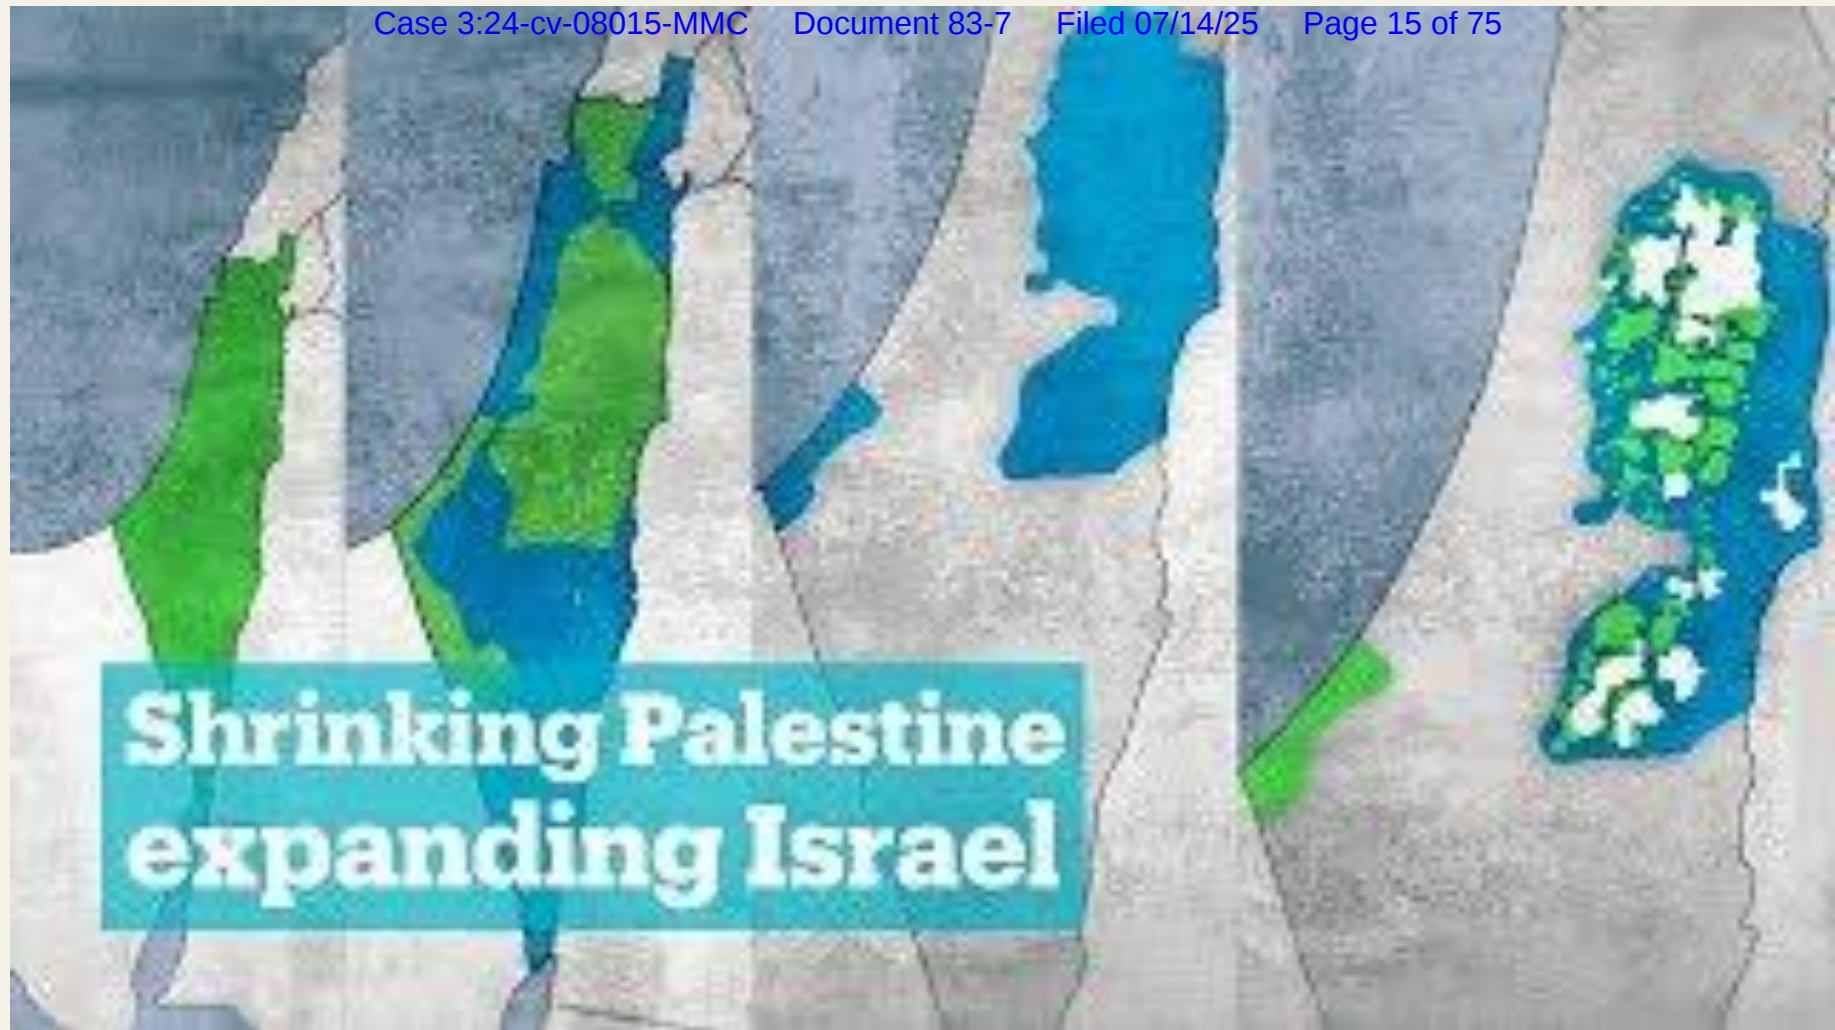 Case 3:24-cv-08015-MMC Document 83-7 Filed 07/14/25 Page 15 of 75
Shrinking Palestine
expanding Israel